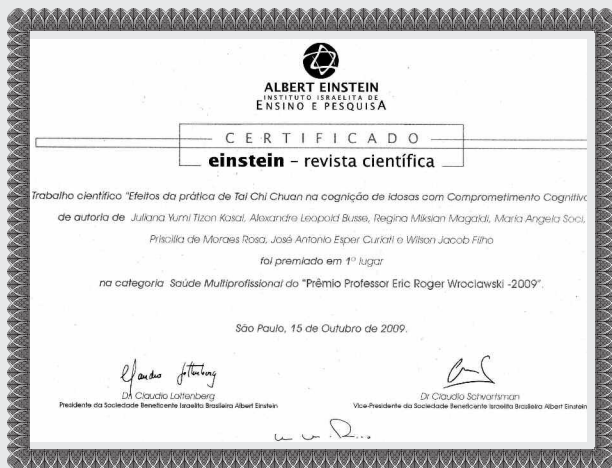 ALBERT EINSTEIN
INSTITUTO ISRAELITA DE
ENSINO E PESQUISA
CERTIFICADO
einstein – revista científica
Trabalho científico "Efeitos da prática de Tai Chi Chuan na cognição de idosas com Comprometimento Cognitivo
de autoria de Juliana Yumi Tizon Kasai, Alexandre Leopold Busse, Regina Miksian Magaldi, Maria Angela Soci,
Priscilla de Moraes Rosa, José Antonio Esper Curiati e Wilson Jacob Filho
foi premiado em 1º lugar
na categoria Saúde Multiprofissional do "Prêmio Professor Eric Roger Wroclawski -2009".
São Paulo, 15 de Outubro de 2009.
Dr Claudio Lottenberg
Dr Claudio Schvartsman
Presidente da Sociedade Beneficente Israelita Brasileira Albert Einstein
Vice-Presidente da Sociedade Beneficente Israelita Brasileira Albert Einstein